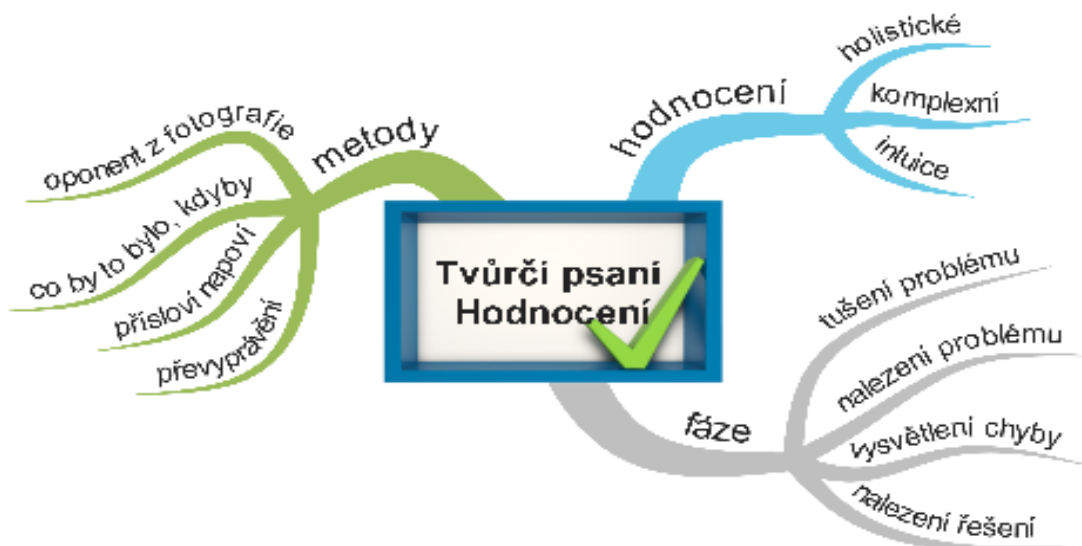 Tvůrčí psaní
Hodnocení
metody
oponent z fotografie
co by to bylo, kdyby
přísloví napoví
převyprávění
hodnocení
holistické
komplexní
intuice
fáze
tušení problému
nalezení problému
vysvětlení chyby
nalezení řešení